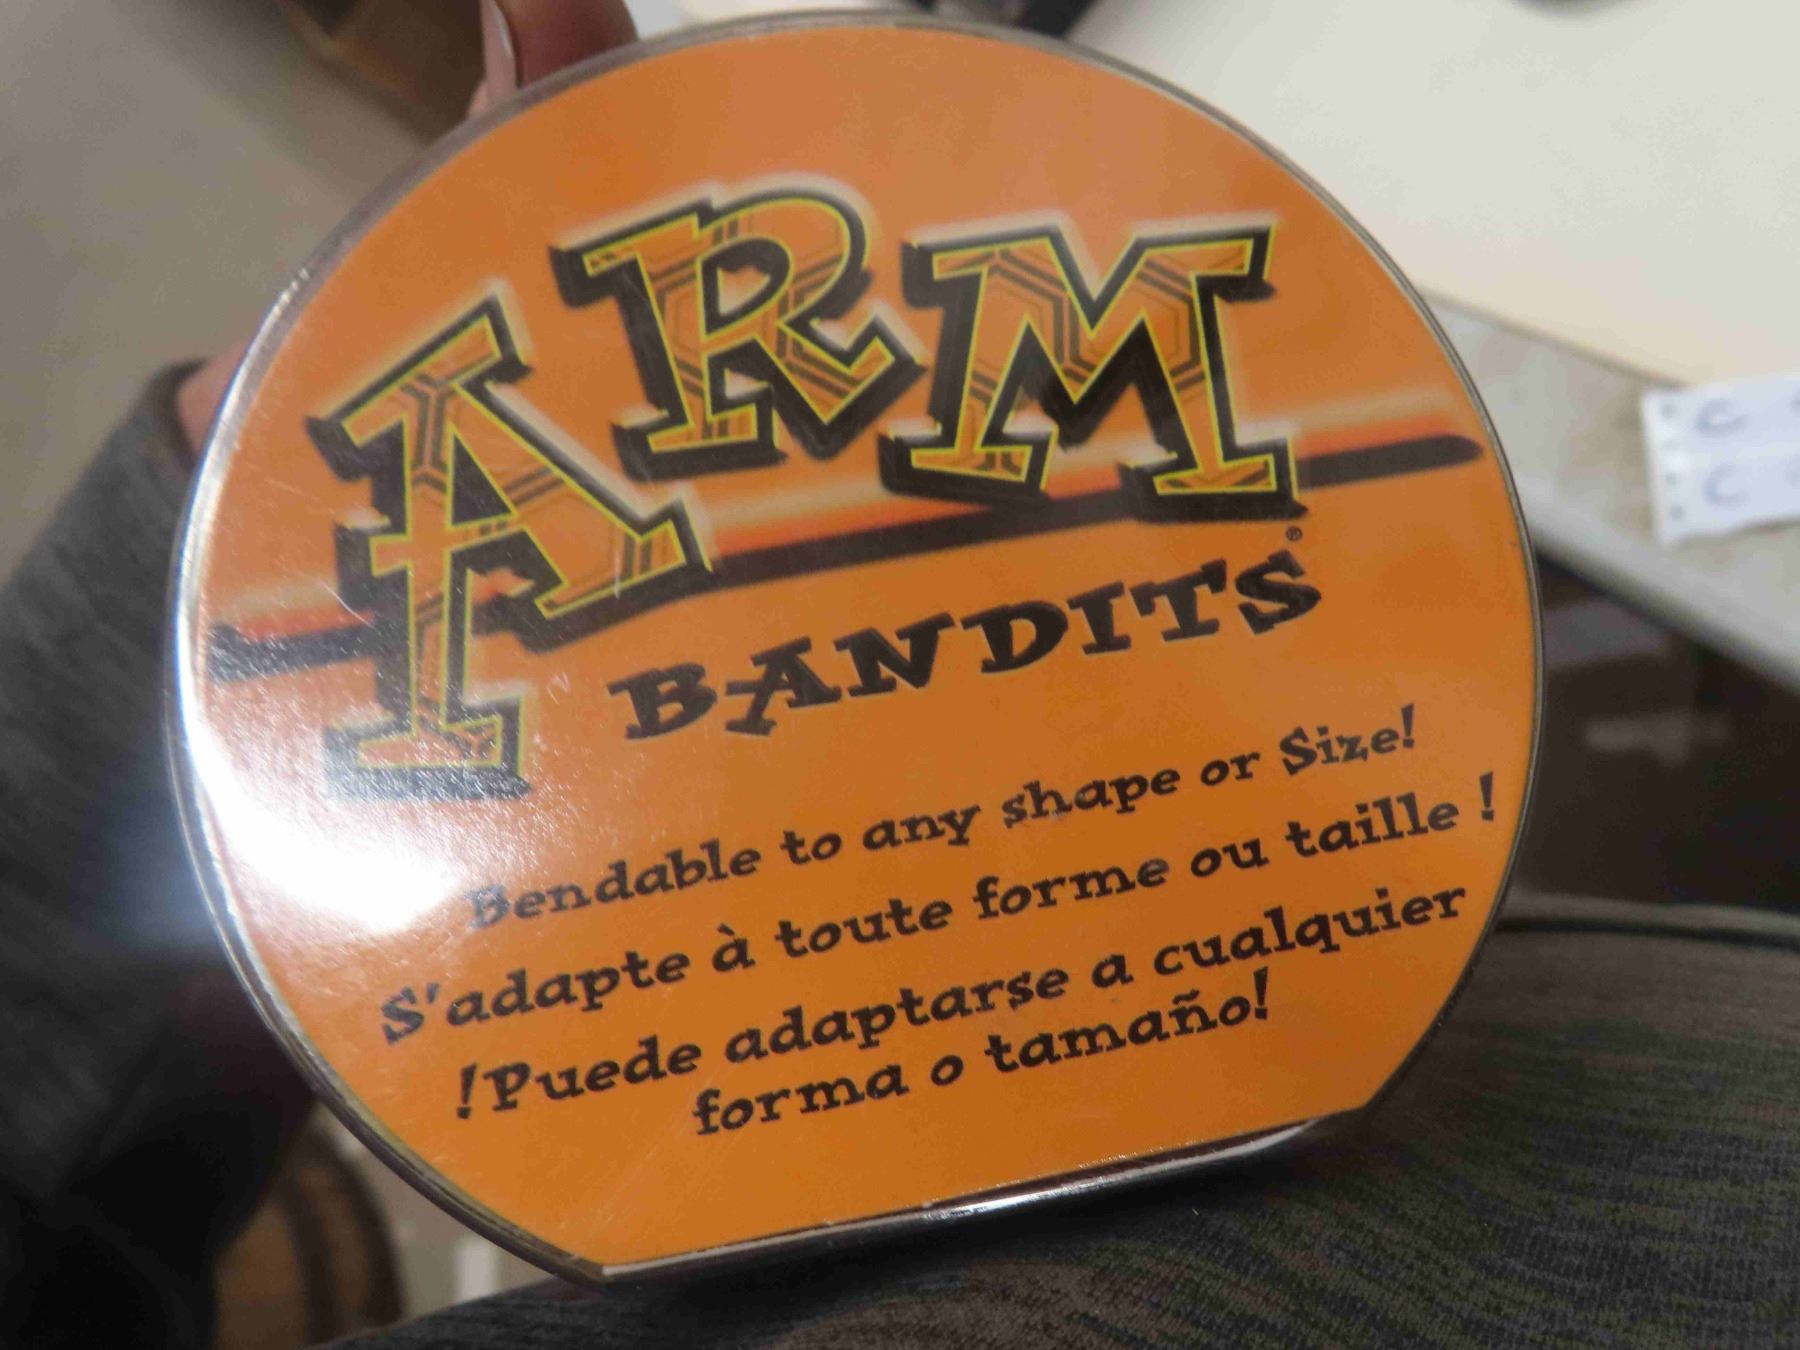 ARM
BANDITS®
Bendable to any shape or Size!
S'adapte à toute forme ou taille !
!Puede adaptarse a cualquier
forma o tamaño!
C
C